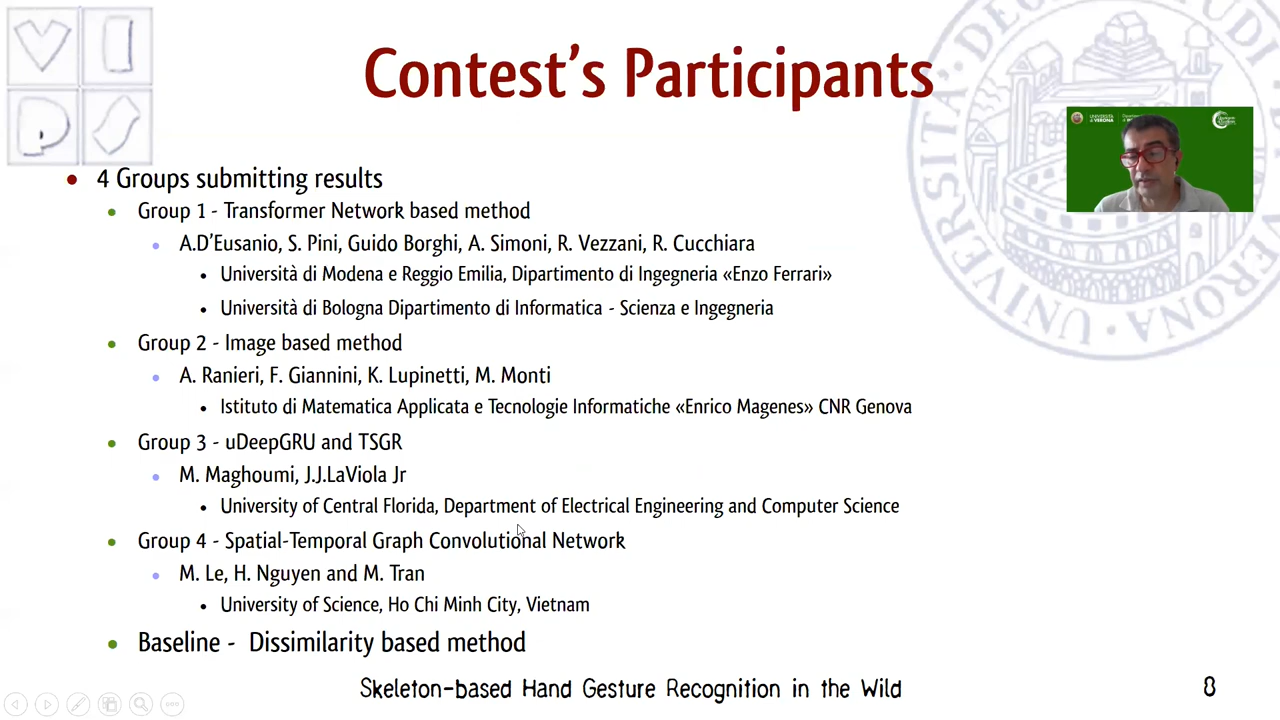 Contest's Participants
4 Groups submitting results
Group 1 - Transformer Network based method
A.D'Eusanio, S. Pini, Guido Borghi, A. Simoni, R. Vezzani, R. Cucchiara
Università di Modena e Reggio Emilia, Dipartimento di Ingegneria «Enzo Ferrari»
Università di Bologna Dipartimento di Informatica - Scienza e Ingegneria
Group 2 - Image based method
A. Ranieri, F. Giannini, K. Lupinetti, M. Monti
Istituto di Matematica Applicata e Tecnologie Informatiche «Enrico Magenes» CNR Genova
Group 3 - uDeepGRU and TSGR
M. Maghoumi, J.J.LaViola Jr
University of Central Florida, Department of Electrical Engineering and Computer Science
Group 4 - Spatial-Temporal Graph Convolutional Network
M. Le, H. Nguyen and M. Tran
University of Science, Ho Chi Minh City, Vietnam
Baseline - Dissimilarity based method
Skeleton-based Hand Gesture Recognition in the Wild
8
V I
P S
UNIVERSITÀ
di VERONA